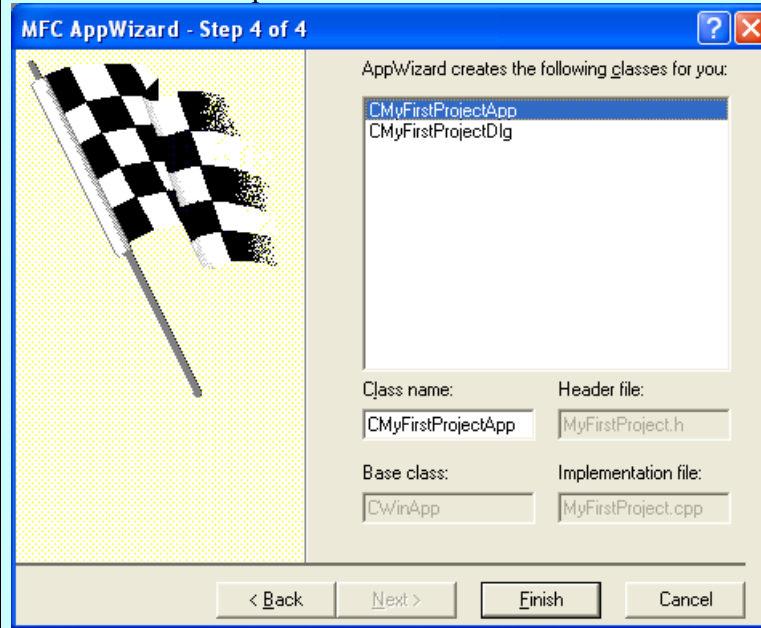 MFC AppWizard - Step 4 of 4
AppWizard creates the following classes for you:
CMyFirstProjectApp
CMyFirstProjectDlg
Class name:
Header file:
CMyFirstProjectApp
MyFirstProject.h
Base class:
Implementation file:
CWinApp
MyFirstProject.cpp
< Back
Next >
Finish
Cancel